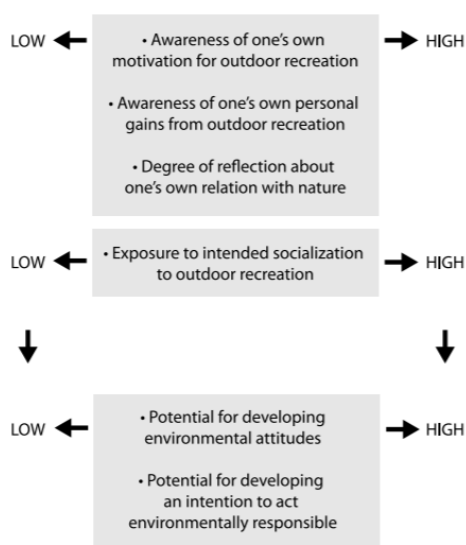 LOW
• Awareness of one's own
motivation for outdoor recreation
• Awareness of one's own personal
gains from outdoor recreation
• Degree of reflection about
one's own relation with nature
HIGH
LOW
• Exposure to intended socialization
to outdoor recreation
HIGH
LOW
• Potential for developing
environmental attitudes
• Potential for developing
an intention to act
environmentally responsible
HIGH